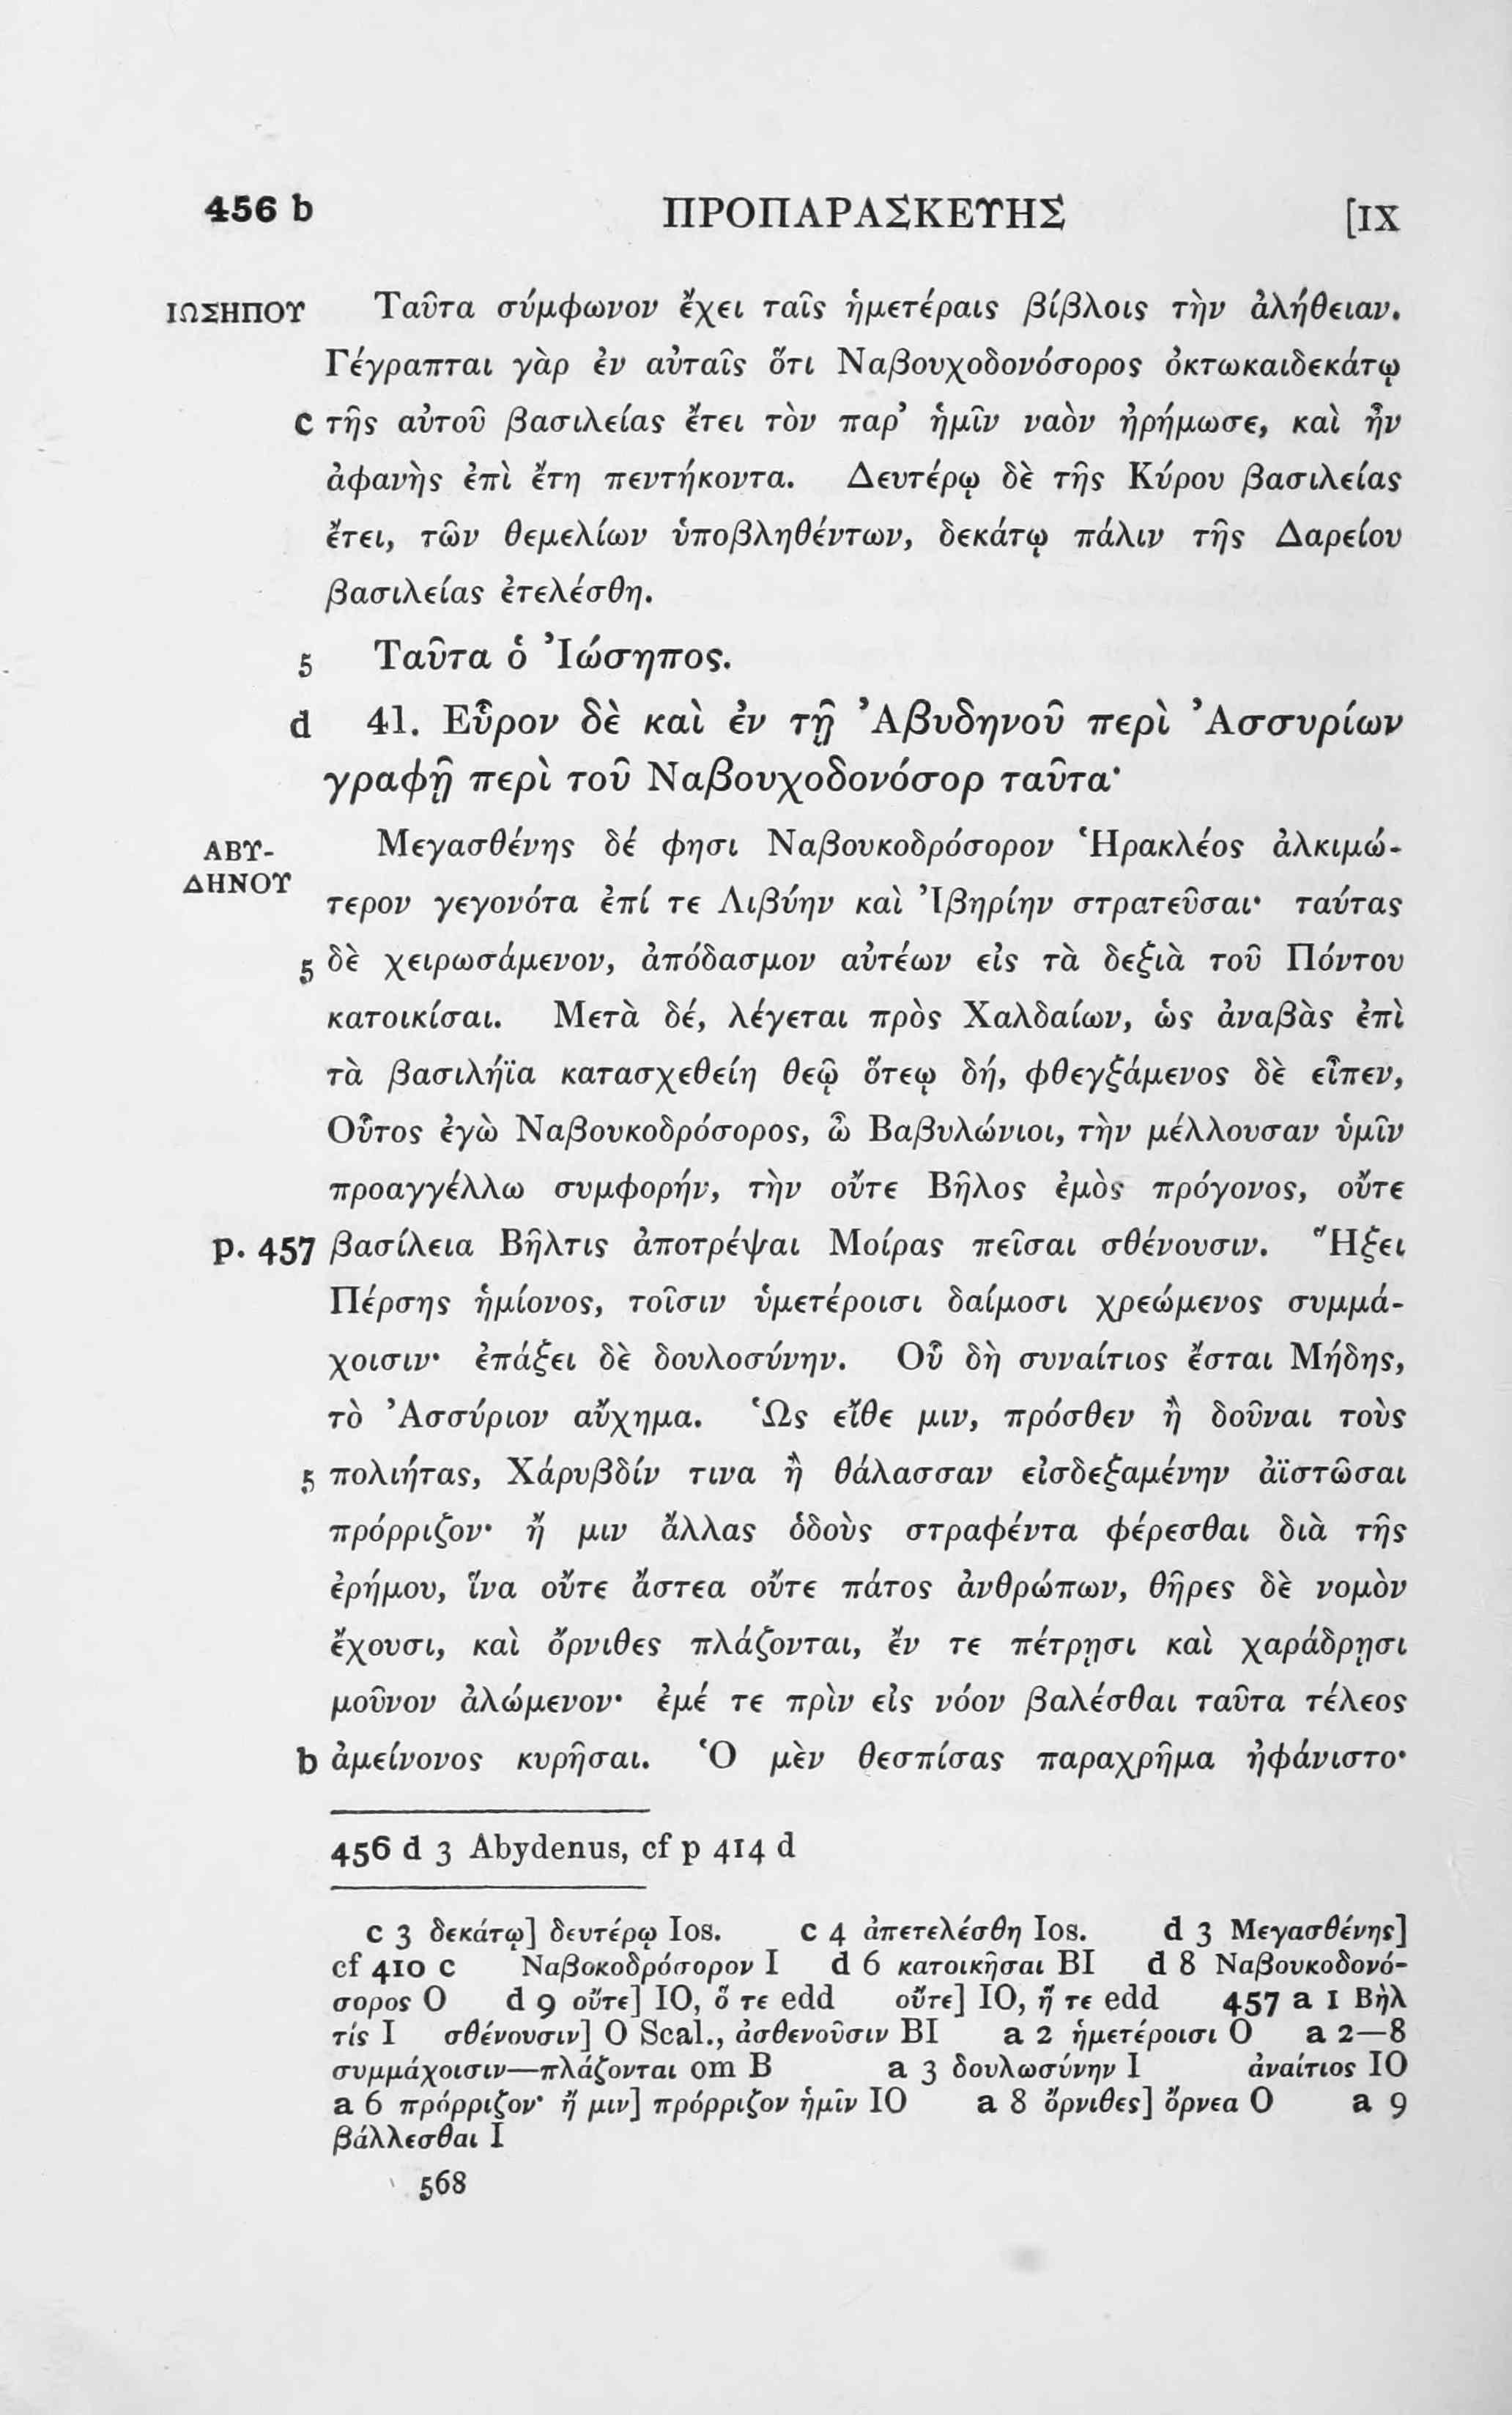 456 b ΠΡΟΠΑΡΑΣΚΕΥΗΣ [IX
ΙΩΣΗΠΟΥ Ταῦτα σύμφωνον ἔχει ταῖς ἡμετέραις βίβλοις τὴν ἀλήθειαν.
Γέγραπται γὰρ ἐν αὐταῖς ὅτι Ναβουχοδονόσορος ὀκτωκαιδεκάτῳ
c τῆς αὐτοῦ βασιλείας ἔτει τὸν παρ’ ἡμῖν ναὸν ἠρήμωσε, καὶ ἦν
ἀφανὴς ἐπὶ ἔτη πεντήκοντα. Δευτέρῳ δὲ τῆς Κύρου βασιλείας
ἔτει, τῶν θεμελίων ὑποβληθέντων, δεκάτῳ πάλιν τῆς Δαρείου
βασιλείας ἐτελέσθη.
5 Ταῦτα ὁ Ἰώσηπος.
d 41. Εὗρον δὲ καὶ ἐν τῇ Ἀβυδηνοῦ περὶ Ἀσσυρίων
γραφῇ περὶ τοῦ Ναβουχοδονόσορ ταῦτα·
ΑΒΥ-
ΔΗΝΟΥ
Μεγασθένης δέ φησι Ναβουκοδρόσορον Ἡρακλέος ἀλκιμώ-
τερον γεγονότα ἐπί τε Λιβύην καὶ Ἰβηρίην στρατεῦσαι· ταύτας
5 δὲ χειρωσάμενον, ἀπόδασμον αὐτέων εἰς τὰ δεξιὰ τοῦ Πόντου
κατοικίσαι. Μετὰ δέ, λέγεται πρὸς Χαλδαίων, ὡς ἀναβὰς ἐπὶ
τὰ βασιλήϊα κατασχεθείη θεῷ ὅτεῳ δή, φθεγξάμενος δὲ εἶπεν,
Οὗτος ἐγὼ Ναβουκοδρόσορος, ὦ Βαβυλώνιοι, τὴν μέλλουσαν ὑμῖν
προαγγέλλω συμφορήν, τὴν οὔτε Βῆλος ἐμὸς πρόγονος, οὔτε
p. 457 βασίλεια Βῆλτις ἀποτρέψαι Μοίρας πεῖσαι σθένουσιν. Ἥξει
Πέρσης ἡμίονος, τοῖσιν ὑμετέροισι δαίμοσι χρεώμενος συμμά-
χοισιν· ἐπάξει δὲ δουλοσύνην. Οὗ δὴ συναίτιος ἔσται Μήδης,
τὸ Ἀσσύριον αὔχημα. Ὡς εἴθε μιν, πρόσθεν ἢ δοῦναι τοὺς
5 πολιήτας, Χάρυβδίν τινα ἢ θάλασσαν εἰσδεξαμένην ἀϊστῶσαι
πρόρριζον· ἤ μιν ἄλλας ὁδοὺς στραφέντα φέρεσθαι διὰ τῆς
ἐρήμου, ἵνα οὔτε ἄστεα οὔτε πάτος ἀνθρώπων, θῆρες δὲ νομὸν
ἔχουσι, καὶ ὄρνιθες πλάζονται, ἔν τε πέτρῃσι καὶ χαράδρῃσι
μοῦνον ἀλώμενον· ἐμέ τε πρὶν εἰς νόον βαλέσθαι ταῦτα τέλεος
b ἀμείνονος κυρῆσαι. Ὁ μὲν θεσπίσας παραχρῆμα ἠφάνιστο·
456 d 3 Abydenus, cf p 414 d
c 3 δεκάτῳ] δευτέρῳ Ios. c 4 ἀπετελέσθη Ios. d 3 Μεγασθένης]
cf 410 c Ναβοκοδρόσορον I d 6 κατοικῆσαι BI d 8 Ναβουκοδονό-
σορος O d 9 οὔτε] IO, ὅ τε edd οὔτε] IO, ἥ τε edd 457 a 1 Βὴλ
τίς I σθένουσιν] O Scal., ἀσθενοῦσιν BI a 2 ἡμετέροισι O a 2—8
συμμάχοισιν—πλάζονται om B a 3 δουλωσύνην I ἀναίτιος IO
a 6 πρόρριζον· ἤ μιν] πρόρριζον ἡμῖν IO a 8 ὄρνιθες] ὄρνεα O a 9
βάλλεσθαι I
568